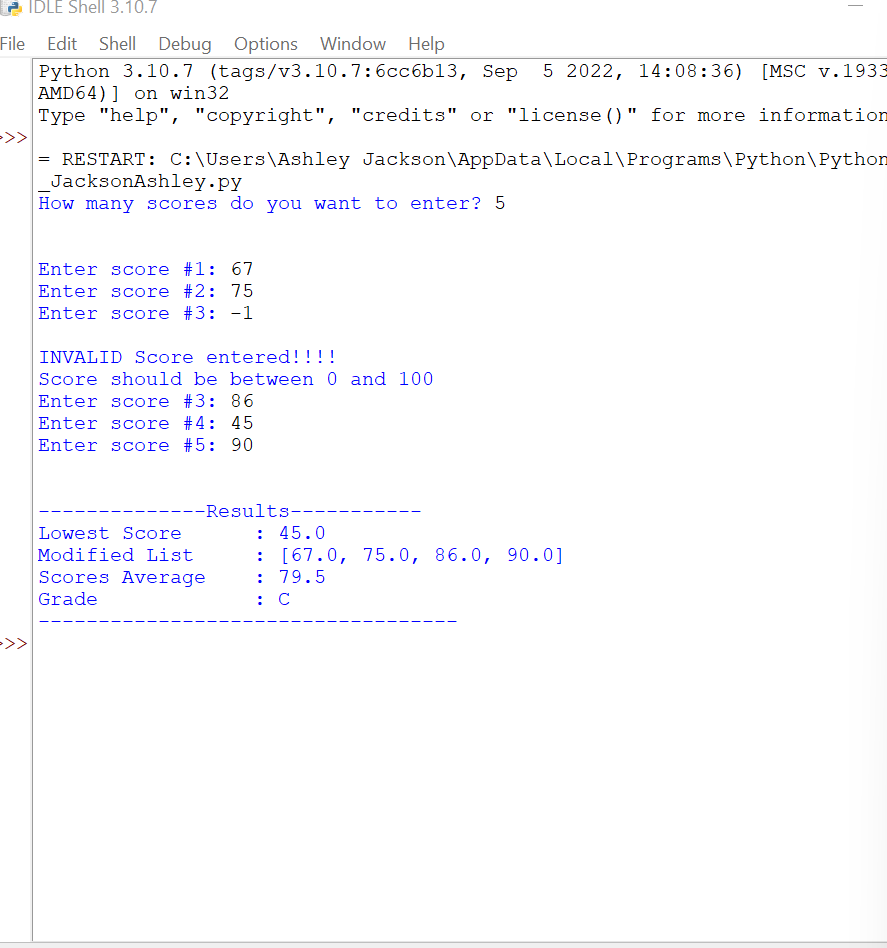 IDLE Shell 3.10.7
File Edit Shell Debug Options Window Help
Python 3.10.7 (tags/v3.10.7:6cc6b13, Sep  5 2022, 14:08:36) [MSC v.1933
AMD64)] on win32
Type "help", "copyright", "credits" or "license()" for more information
>>>
= RESTART: C:\Users\Ashley Jackson\AppData\Local\Programs\Python\Python
_JacksonAshley.py
How many scores do you want to enter? 5
Enter score #1: 67
Enter score #2: 75
Enter score #3: -1
INVALID Score entered!!!!
Score should be between 0 and 100
Enter score #3: 86
Enter score #4: 45
Enter score #5: 90
--------------Results-----------
Lowest Score      : 45.0
Modified List     : [67.0, 75.0, 86.0, 90.0]
Scores Average    : 79.5
Grade             : C
-----------------------------------
>>>